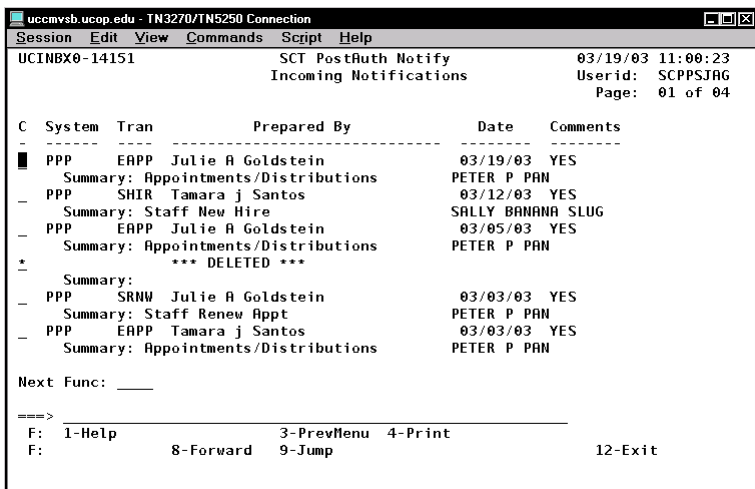 uccmvsb.ucop.edu - TN3270/TN5250 Connection
Session Edit View Commands Script Help
UCINBX0-14151 SCT PostAuth Notify 03/19/03 11:00:23
Incoming Notifications Userid: SCPPSJAG
Page: 01 of 04
C System Tran Prepared By Date Comments
- ------ ---- ------------------------------ -------- --------
_ PPP EAPP Julie A Goldstein 03/19/03 YES
Summary: Appointments/Distributions PETER P PAN
_ PPP SHIR Tamara j Santos 03/12/03 YES
Summary: Staff New Hire SALLY BANANA SLUG
_ PPP EAPP Julie A Goldstein 03/05/03 YES
Summary: Appointments/Distributions PETER P PAN
* *** DELETED ***
Summary:
_ PPP SRNW Julie A Goldstein 03/03/03 YES
Summary: Staff Renew Appt PETER P PAN
_ PPP EAPP Tamara j Santos 03/03/03 YES
Summary: Appointments/Distributions PETER P PAN
Next Func: ____
===>
F: 1-Help 3-PrevMenu 4-Print
F: 8-Forward 9-Jump 12-Exit